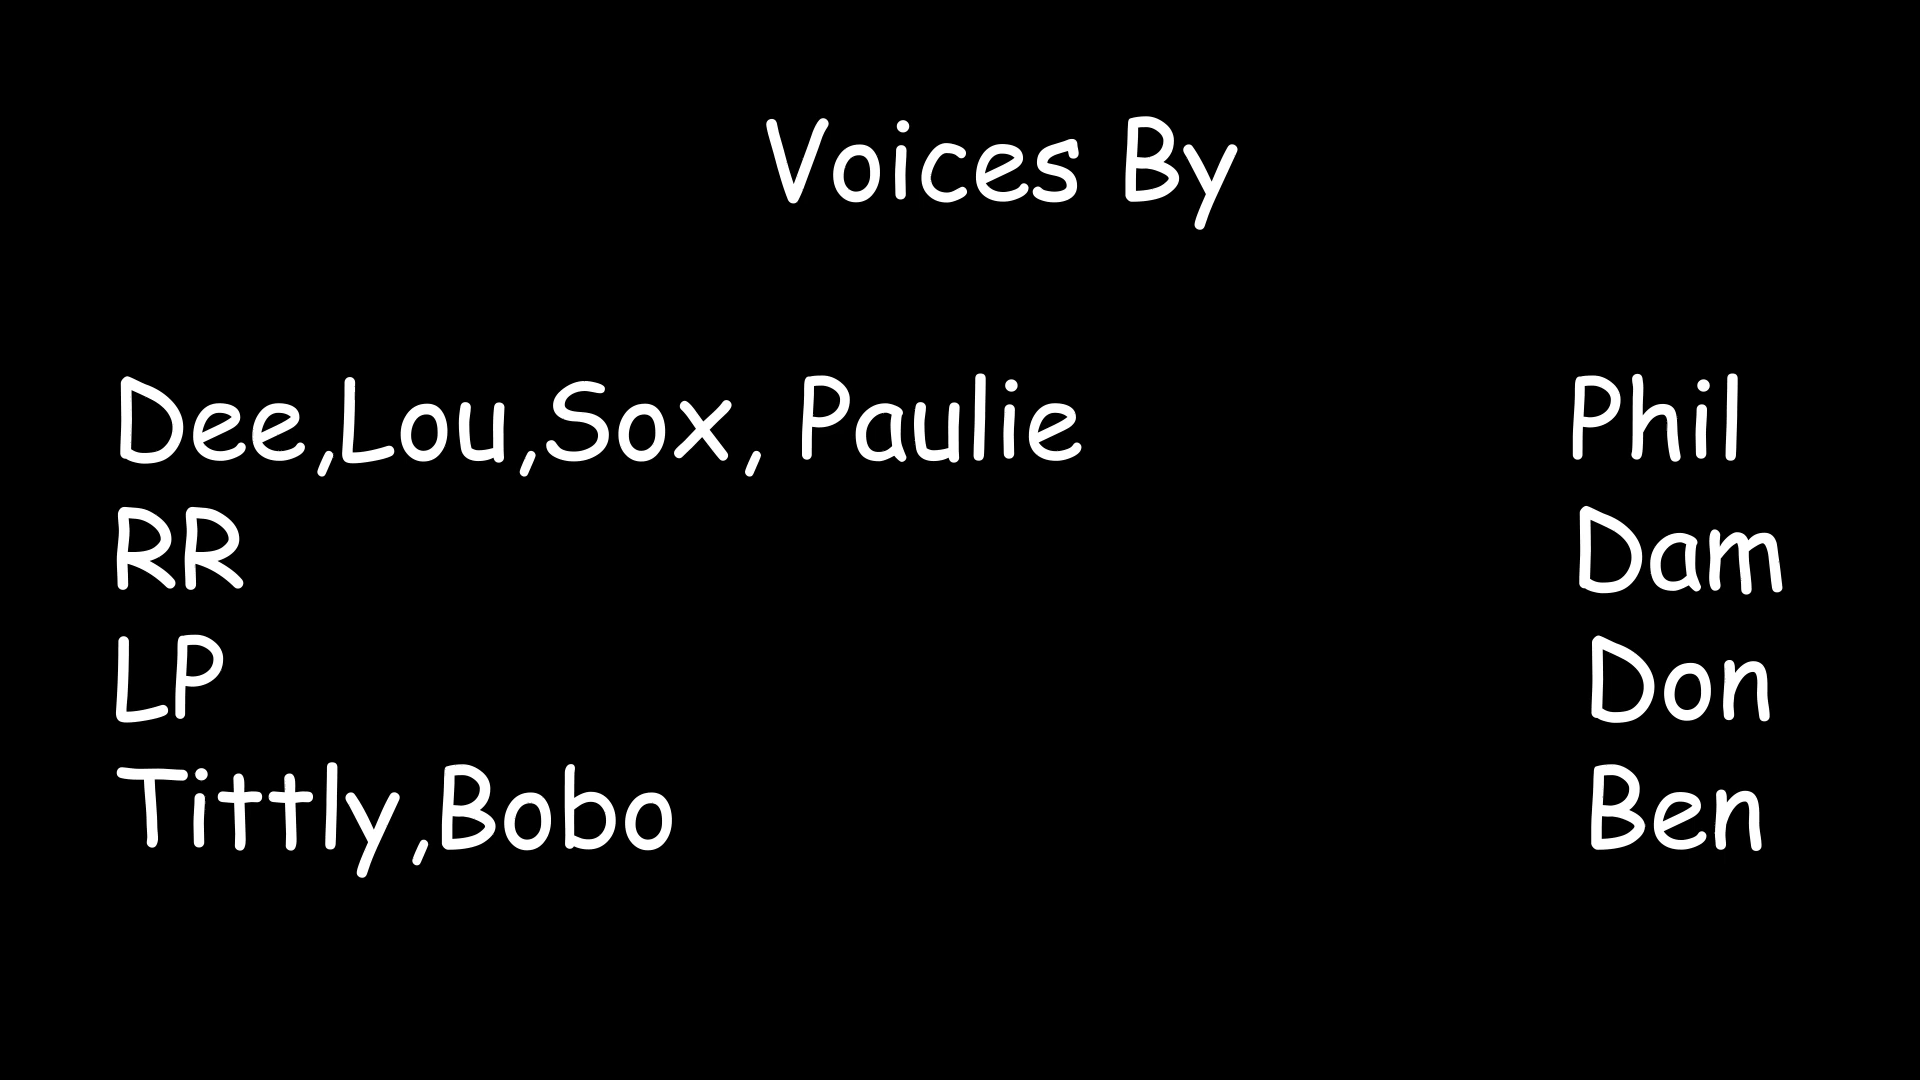 Voices By
Dee,Lou,Sox, Paulie Phil
RR Dam
LP Don
Tittly,Bobo Ben